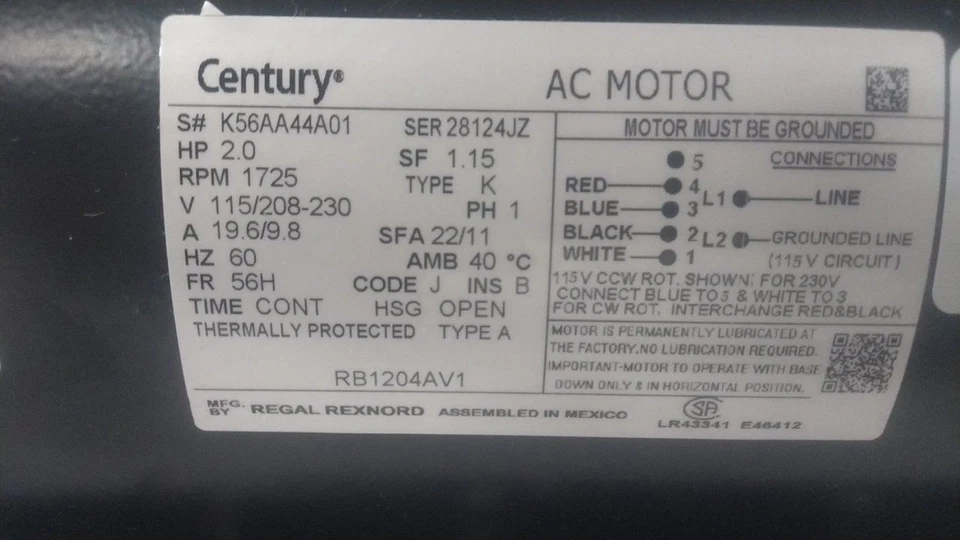 Century® AC MOTOR
S# K56AA44A01 SER 28124JZ
HP 2.0 SF 1.15
RPM 1725 TYPE K
V 115/208-230 PH 1
A 19.6/9.8 SFA 22/11
HZ 60 AMB 40 °C
FR 56H CODE J INS B
TIME CONT HSG OPEN
THERMALLY PROTECTED TYPE A
RB1204AV1
MOTOR MUST BE GROUNDED
5 CONNECTIONS
RED 4 L1 LINE
BLUE 3
BLACK 2 L2 GROUNDED LINE
WHITE 1 (115 V CIRCUIT)
115V CCW ROT. SHOWN: FOR 230V
CONNECT BLUE TO 5 & WHITE TO 3
FOR CW ROT, INTERCHANGE RED&BLACK
MOTOR IS PERMANENTLY LUBRICATED AT
THE FACTORY.NO LUBRICATION REQUIRED.
IMPORTANT-MOTOR TO OPERATE WITH BASE
DOWN ONLY & IN HORIZONTAL POSITION.
MFG. BY REGAL REXNORD ASSEMBLED IN MEXICO
SA
LR43341 E46412